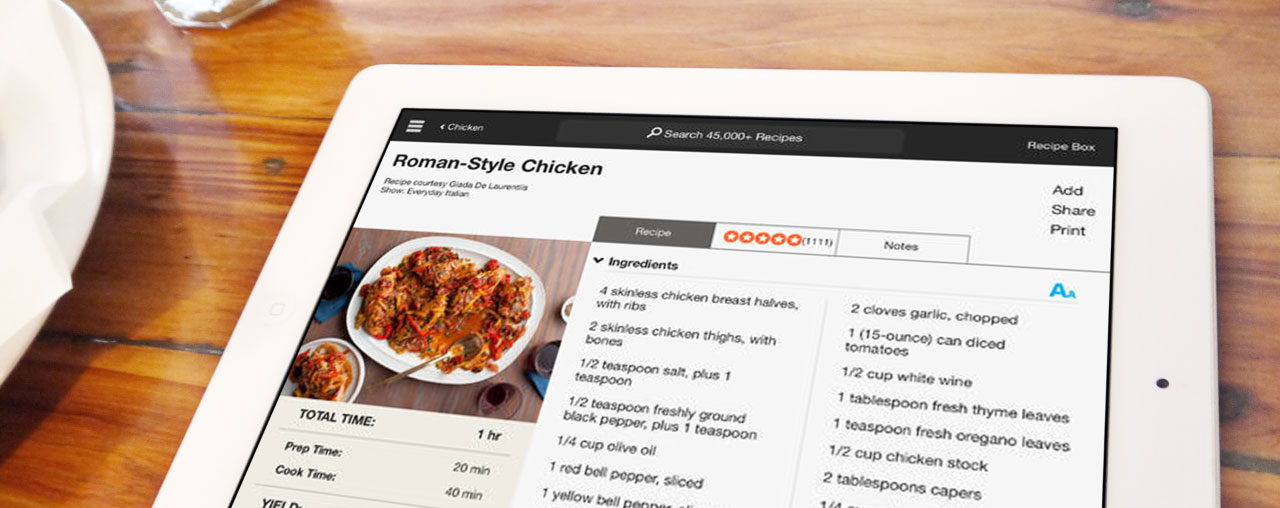 ‹ Chicken
Search 45,000+ Recipes
Recipe Box
Roman-Style Chicken
Recipe courtesy Giada De Laurentiis
Show: Everyday Italian
Add
Share
Print
Recipe
(1111)
Notes
Ingredients
AA
4 skinless chicken breast halves,
with ribs
2 skinless chicken thighs, with
bones
1/2 teaspoon salt, plus 1
teaspoon
1/2 teaspoon freshly ground
black pepper, plus 1 teaspoon
1/4 cup olive oil
1 red bell pepper, sliced
1 yellow bell pepper,
2 cloves garlic, chopped
1 (15-ounce) can diced
tomatoes
1/2 cup white wine
1 tablespoon fresh thyme leaves
1 teaspoon fresh oregano leaves
1/2 cup chicken stock
2 tablespoons capers
1/4
TOTAL TIME:
1 hr
Prep Time:
20 min
Cook Time:
40 min
YIELD: